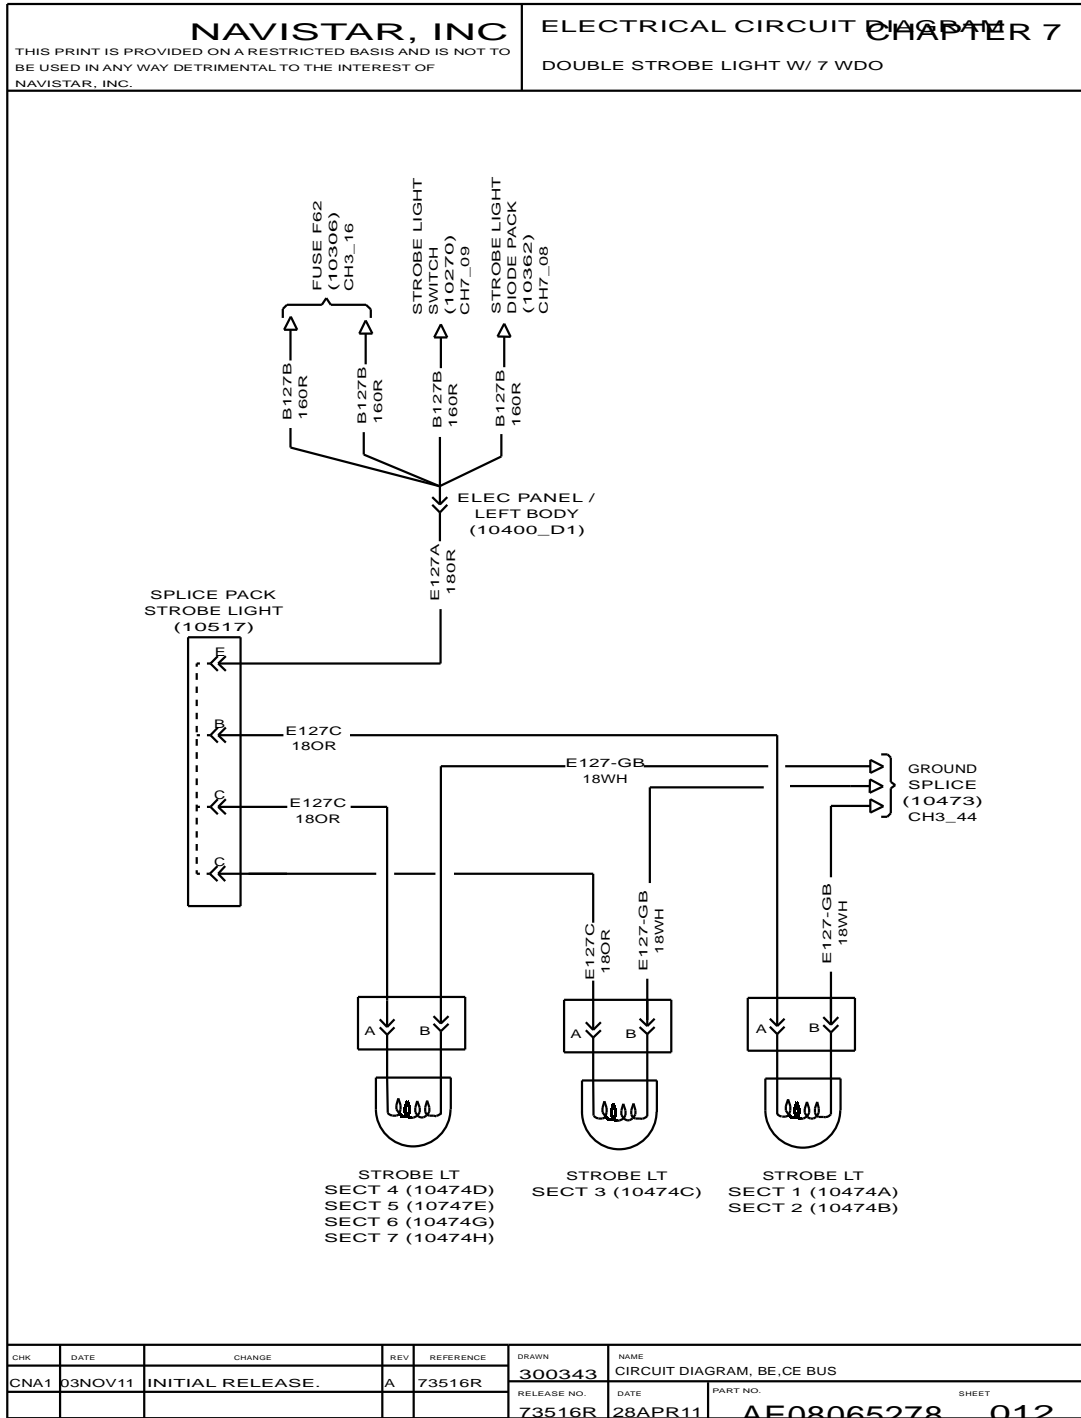 NAVISTAR, INC
THIS PRINT IS PROVIDED ON A RESTRICTED BASIS AND IS NOT TO
BE USED IN ANY WAY DETRIMENTAL TO THE INTEREST OF
NAVISTAR, INC.
ELECTRICAL CIRCUIT DIAGRAM
CHAPTER 7
DOUBLE STROBE LIGHT W/ 7 WDO
FUSE F62
(10306)
CH3_16
STROBE LIGHT
SWITCH
(10270)
CH7_09
STROBE LIGHT
DIODE PACK
(10362)
CH7_08
B127B
16OR
B127B
16OR
B127B
16OR
B127B
16OR
ELEC PANEL /
LEFT BODY
(10400_D1)
E127A
18OR
SPLICE PACK
STROBE LIGHT
(10517)
E
B
E127C
18OR
E127-GB
18WH
GROUND
SPLICE
(10473)
CH3_44
C
E127C
18OR
C
E127C
18OR
E127-GB
18WH
E127-GB
18WH
A
B
A
B
A
B
STROBE LT
SECT 4 (10474D)
SECT 5 (10747E)
SECT 6 (10474G)
SECT 7 (10474H)
STROBE LT
SECT 3 (10474C)
STROBE LT
SECT 1 (10474A)
SECT 2 (10474B)
CHK DATE CHANGE REV REFERENCE
CNA1 03NOV11 INITIAL RELEASE. A 73516R
DRAWN
300343
NAME
CIRCUIT DIAGRAM, BE,CE BUS
RELEASE NO.
73516R
DATE
28APR11
PART NO.
AE08065278
SHEET
012